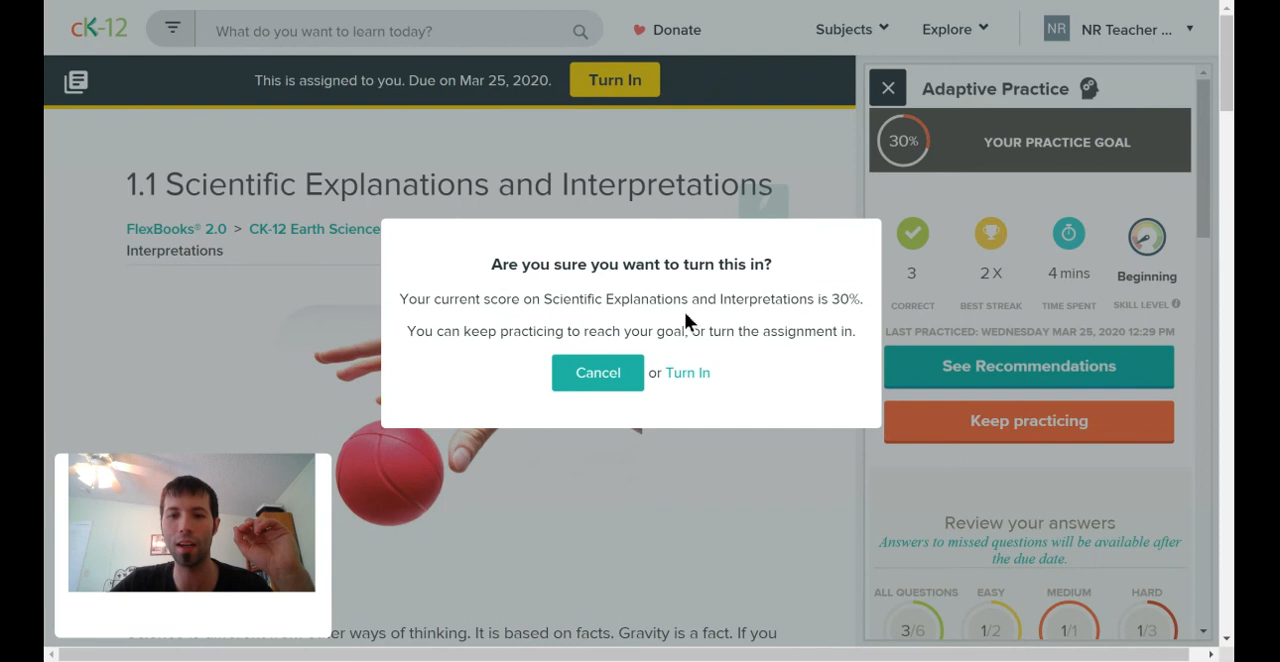 cK-12
What do you want to learn today?
Donate
Subjects
Explore
NR
NR Teacher ...
This is assigned to you. Due on Mar 25, 2020.
Turn In
Adaptive Practice
30%
YOUR PRACTICE GOAL
1.1 Scientific Explanations and Interpretations
FlexBooks® 2.0 > CK-12 Earth Science
Interpretations
Are you sure you want to turn this in?
Your current score on Scientific Explanations and Interpretations is 30%.
You can keep practicing to reach your goal, or turn the assignment in.
Cancel or Turn In
3
2 X
4 mins
Beginning
CORRECT
BEST STREAK
TIME SPENT
SKILL LEVEL
LAST PRACTICED: WEDNESDAY MAR 25, 2020 12:29 PM
See Recommendations
Keep practicing
Review your answers
Answers to missed questions will be available after
the due date.
ALL QUESTIONS
EASY
MEDIUM
HARD
3/6
1/2
1/1
1/3
other ways of thinking. It is based on facts. Gravity is a fact. If you